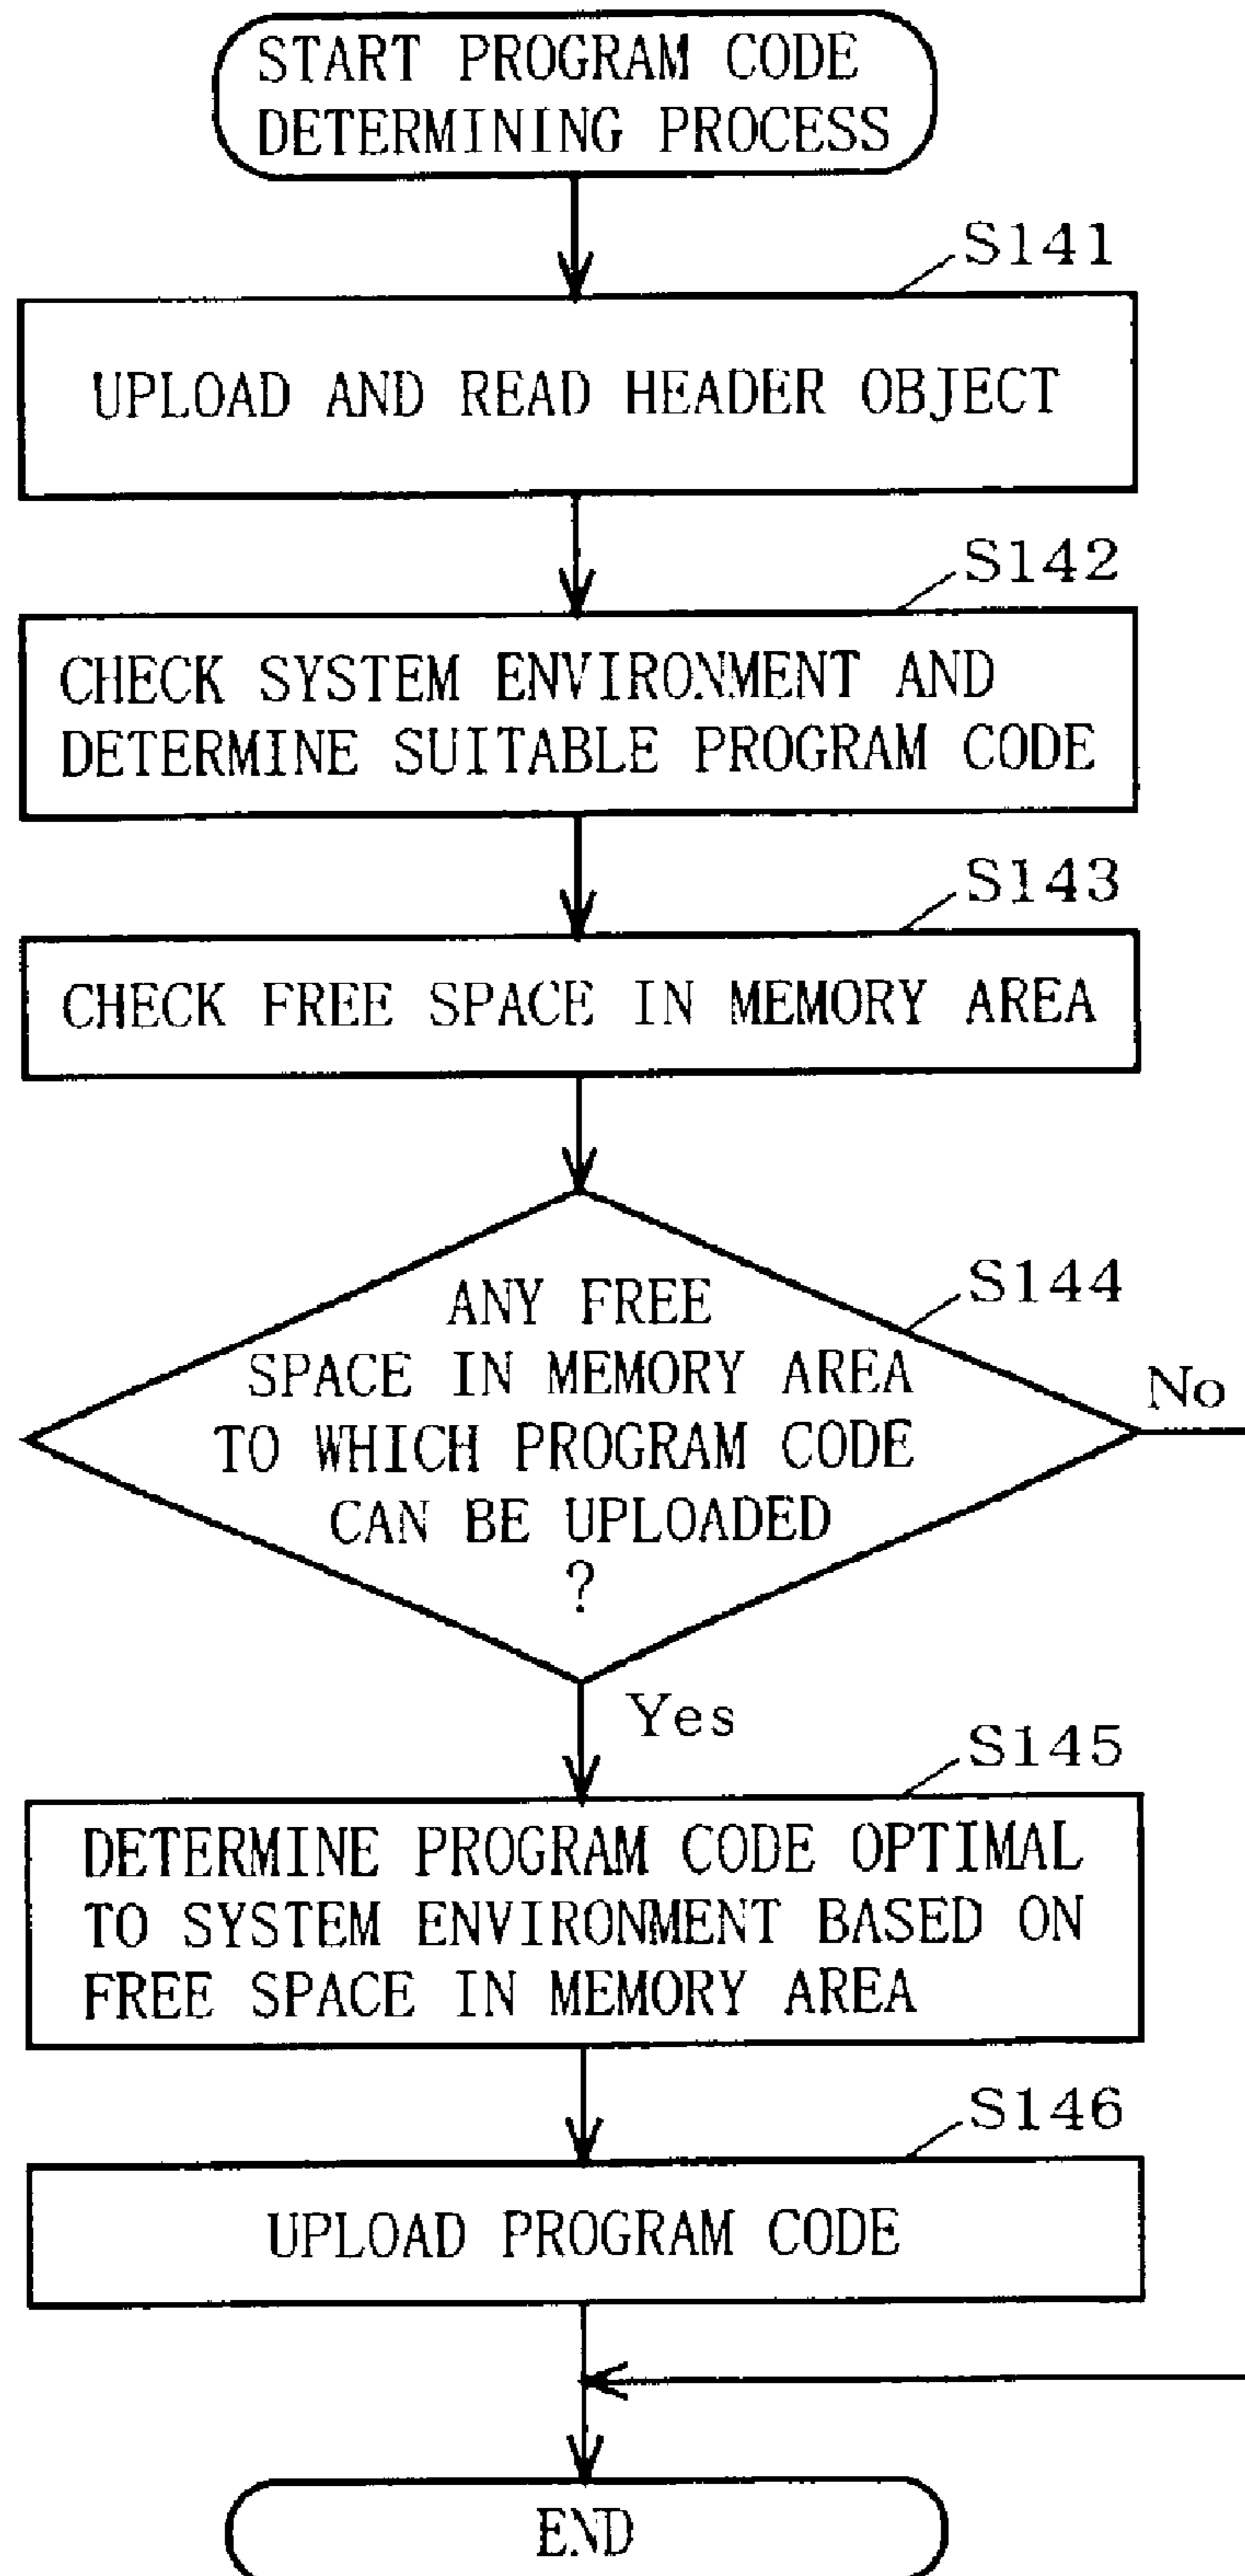 START PROGRAM CODE
DETERMINING PROCESS
S141
UPLOAD AND READ HEADER OBJECT
S142
CHECK SYSTEM ENVIRONMENT AND
DETERMINE SUITABLE PROGRAM CODE
S143
CHECK FREE SPACE IN MEMORY AREA
S144
ANY FREE
SPACE IN MEMORY AREA
TO WHICH PROGRAM CODE
CAN BE UPLOADED
?
No
Yes
S145
DETERMINE PROGRAM CODE OPTIMAL
TO SYSTEM ENVIRONMENT BASED ON
FREE SPACE IN MEMORY AREA
S146
UPLOAD PROGRAM CODE
END